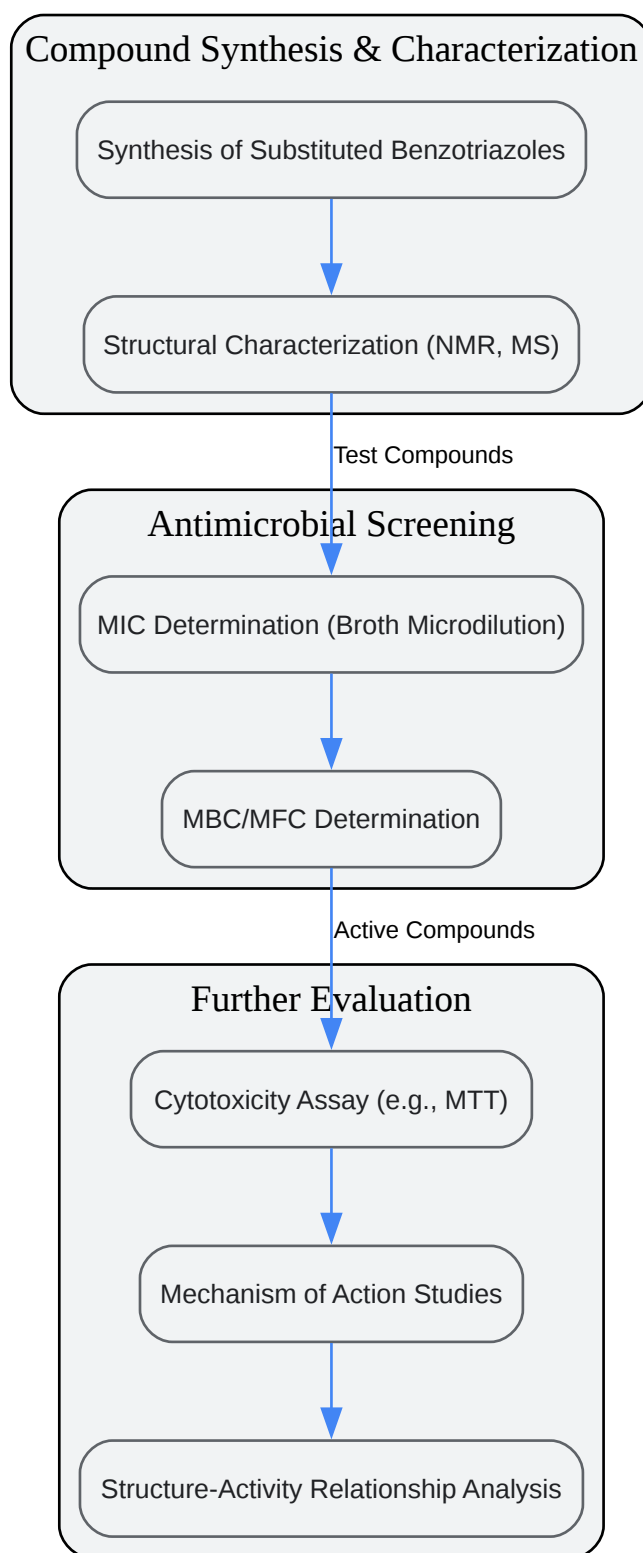 Compound Synthesis & Characterization
Synthesis of Substituted Benzotriazoles
Structural Characterization (NMR, MS)
Test Compounds
Antimicrobial Screening
MIC Determination (Broth Microdilution)
MBC/MFC Determination
Active Compounds
Further Evaluation
Cytotoxicity Assay (e.g., MTT)
Mechanism of Action Studies
Structure-Activity Relationship Analysis